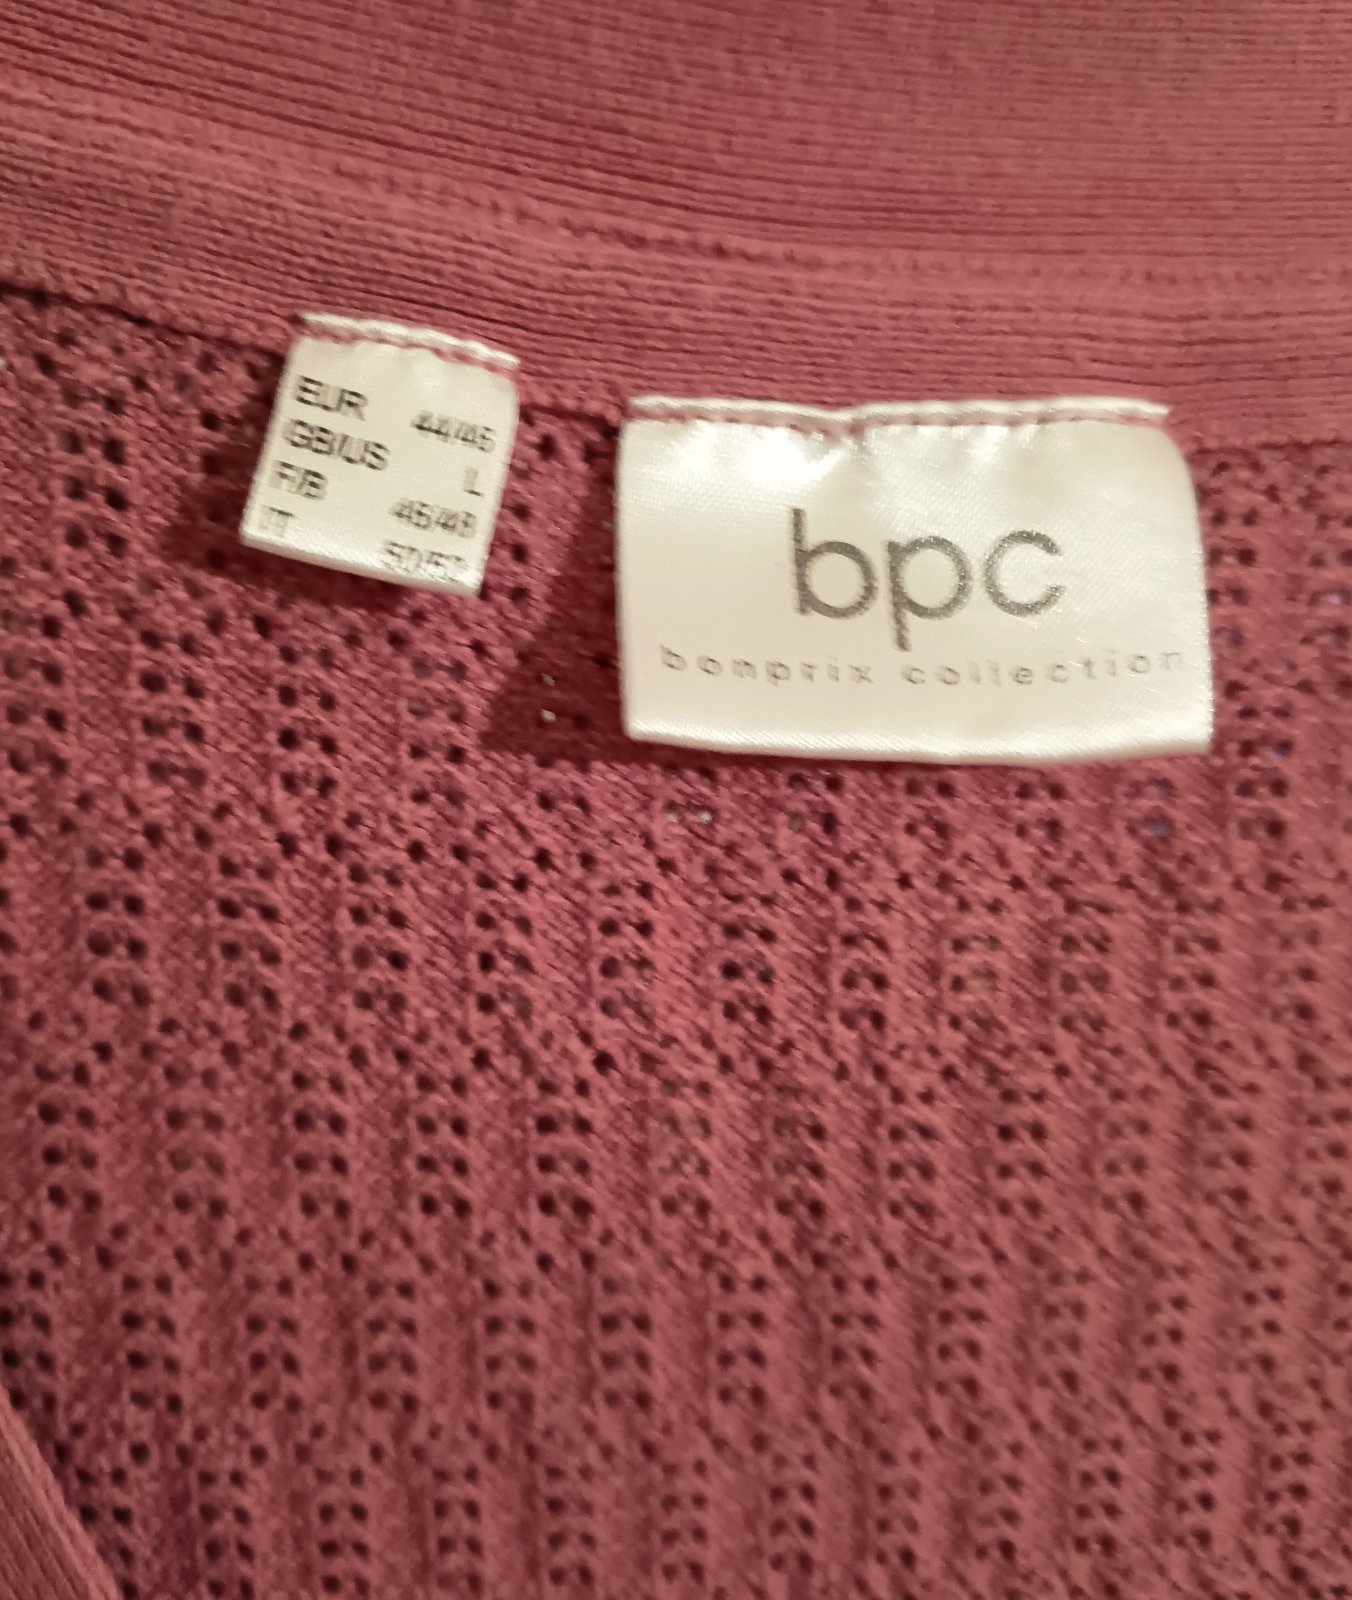 EUR 44/46
GB/US L
F/B 46/48
IT 50/52
bpc
bonprix collection